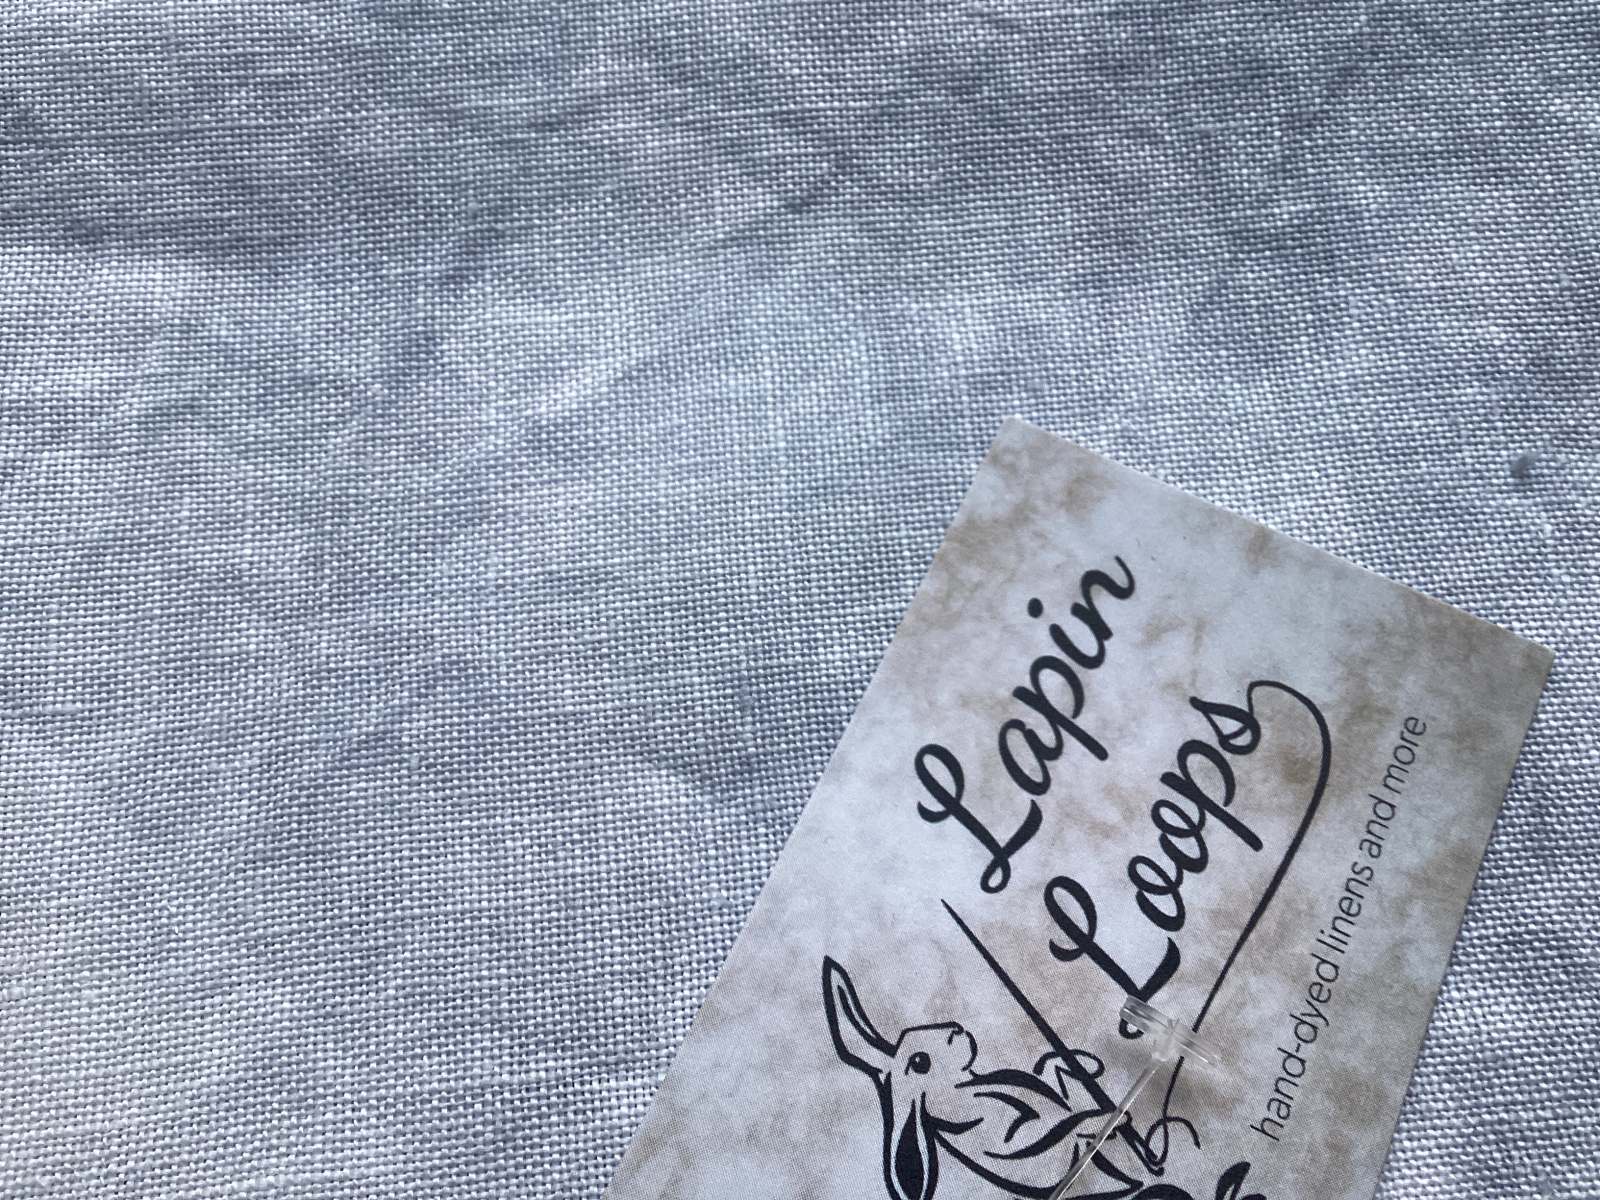 Lapin
Loops
hand-dyed linens and more